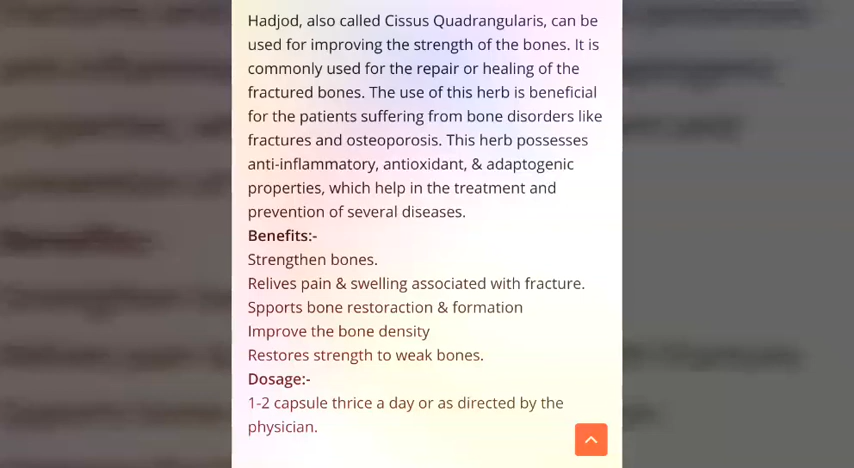 Hadjod, also called Cissus Quadrangularis, can be
used for improving the strength of the bones. It is
commonly used for the repair or healing of the
fractured bones. The use of this herb is beneficial
for the patients suffering from bone disorders like
fractures and osteoporosis. This herb possesses
anti-inflammatory, antioxidant, & adaptogenic
properties, which help in the treatment and
prevention of several diseases.
Benefits:-
Strengthen bones.
Relives pain & swelling associated with fracture.
Spports bone restoraction & formation
Improve the bone density
Restores strength to weak bones.
Dosage:-
1-2 capsule thrice a day or as directed by the
physician.